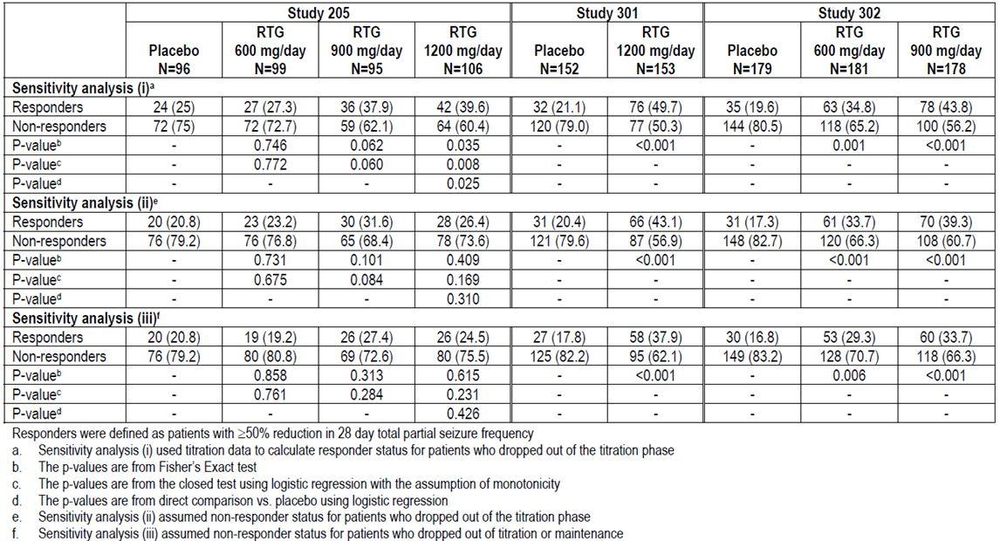 Study 205 Study 301 Study 302
Placebo N=96 RTG 600 mg/day N=99 RTG 900 mg/day N=95 RTG 1200 mg/day N=106 Placebo N=152 RTG 1200 mg/day N=153 Placebo N=179 RTG 600 mg/day N=181 RTG 900 mg/day N=178
Sensitivity analysis (i)a
Responders 24 (25) 27 (27.3) 36 (37.9) 42 (39.6) 32 (21.1) 76 (49.7) 35 (19.6) 63 (34.8) 78 (43.8)
Non-responders 72 (75) 72 (72.7) 59 (62.1) 64 (60.4) 120 (79.0) 77 (50.3) 144 (80.5) 118 (65.2) 100 (56.2)
P-valueb - 0.746 0.062 0.035 - <0.001 - 0.001 <0.001
P-valuec - 0.772 0.060 0.008 - - - - -
P-valued - - - 0.025 - - - - -
Sensitivity analysis (ii)e
Responders 20 (20.8) 23 (23.2) 30 (31.6) 28 (26.4) 31 (20.4) 66 (43.1) 31 (17.3) 61 (33.7) 70 (39.3)
Non-responders 76 (79.2) 76 (76.8) 65 (68.4) 78 (73.6) 121 (79.6) 87 (56.9) 148 (82.7) 120 (66.3) 108 (60.7)
P-valueb - 0.731 0.101 0.409 - <0.001 - <0.001 <0.001
P-valuec - 0.675 0.084 0.169 - - - - -
P-valued - - - 0.310 - - - - -
Sensitivity analysis (iii)f
Responders 20 (20.8) 19 (19.2) 26 (27.4) 26 (24.5) 27 (17.8) 58 (37.9) 30 (16.8) 53 (29.3) 60 (33.7)
Non-responders 76 (79.2) 80 (80.8) 69 (72.6) 80 (75.5) 125 (82.2) 95 (62.1) 149 (83.2) 128 (70.7) 118 (66.3)
P-valueb - 0.858 0.313 0.615 - <0.001 - 0.006 <0.001
P-valuec - 0.761 0.284 0.231 - - - - -
P-valued - - - 0.426 - - - - -
Responders were defined as patients with ≥50% reduction in 28 day total partial seizure frequency
a. Sensitivity analysis (i) used titration data to calculate responder status for patients who dropped out of the titration phase
b. The p-values are from Fisher's Exact test
c. The p-values are from the closed test using logistic regression with the assumption of monotonicity
d. The p-values are from direct comparison vs. placebo using logistic regression
e. Sensitivity analysis (ii) assumed non-responder status for patients who dropped out of the titration phase
f. Sensitivity analysis (iii) assumed non-responder status for patients who dropped out of titration or maintenance